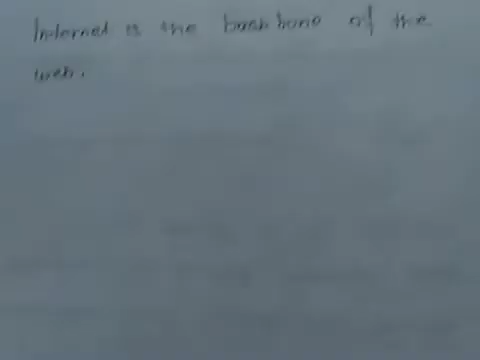 Internet is the backbone of the
web.